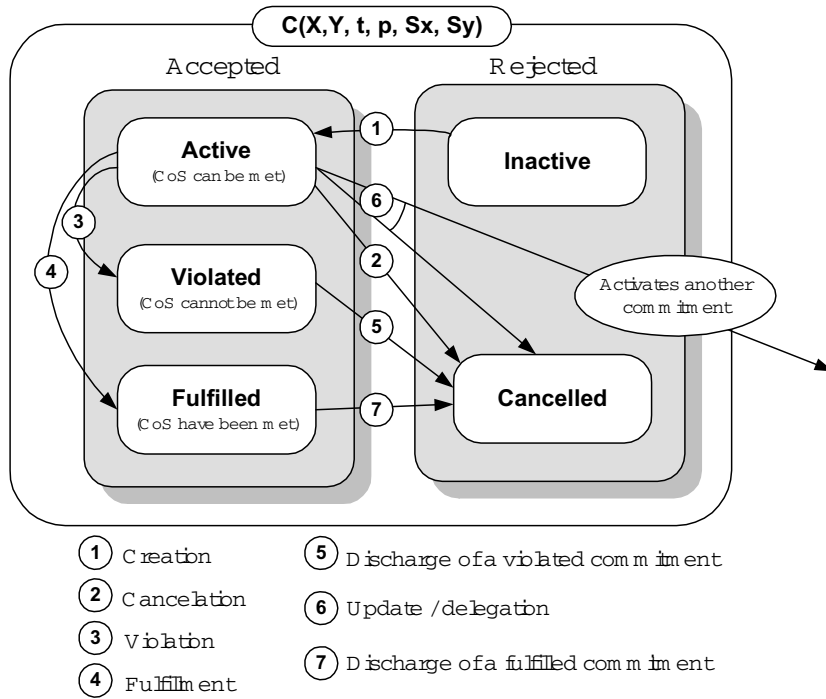 C(X,Y, t, p, Sx, Sy)
Accepted
Rejected
Active
(CoS can be met)
Inactive
1
6
3
2
4
Violated
(CoS cannot be met)
Activates another
commitment
5
Fulfilled
(CoS have been met)
Cancelled
7
1 Creation
2 Cancelation
3 Violation
4 Fulfillment
5 Discharge of a violated commitment
6 Update / delegation
7 Discharge of a fulfilled commitment